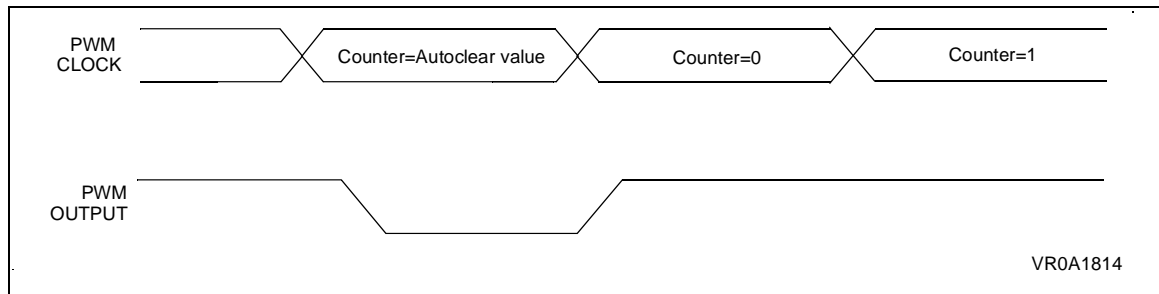 PWM
CLOCK
Counter=Autoclear value
Counter=0
Counter=1
PWM
OUTPUT
VR0A1814